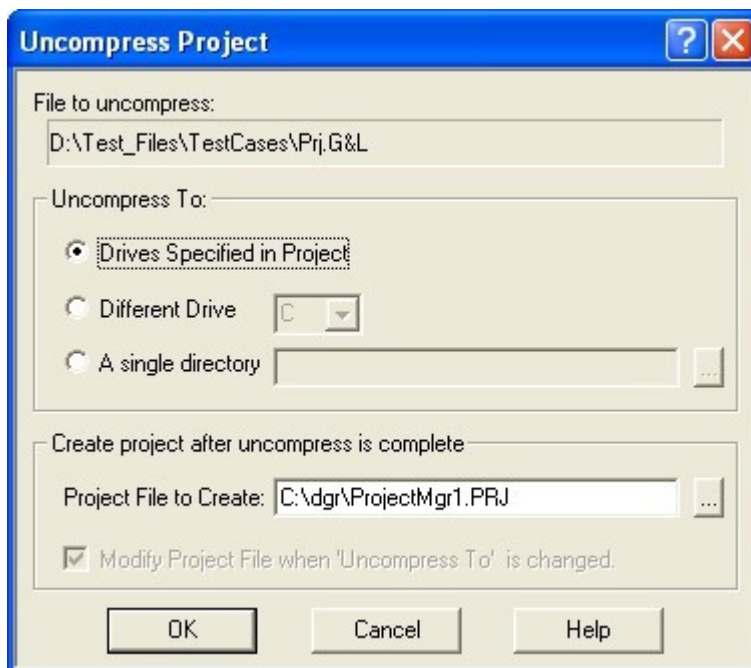 Uncompress Project
File to uncompress:
D:\Test_Files\TestCases\Prj.G&L
Uncompress To:
Drives Specified in Project
Different Drive C
A single directory ...
Create project after uncompress is complete
Project File to Create: C:\dgr\ProjectMgr1.PRJ ...
Modify Project File when 'Uncompress To' is changed.
OK Cancel Help